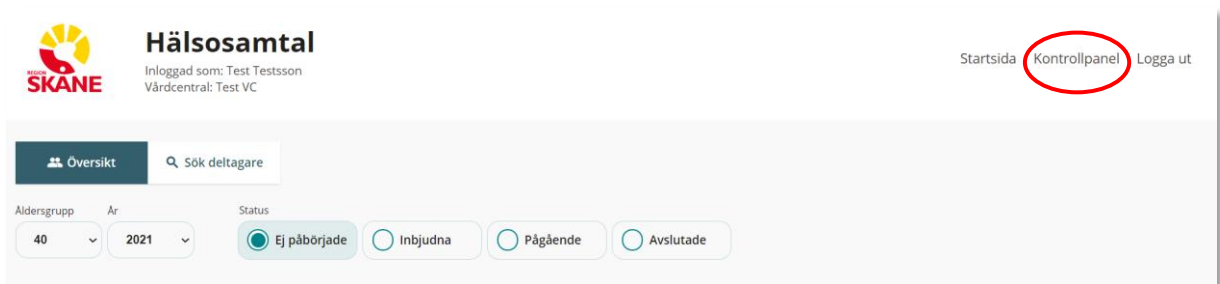 REGION
SKÅNE
Hälsosamtal
Inloggad som: Test Testsson
Vårdcentral: Test VC
Startsida Kontrollpanel Logga ut
Översikt Sök deltagare
Åldersgrupp År Status
40 2021 Ej påbörjade Inbjudna Pågående Avslutade